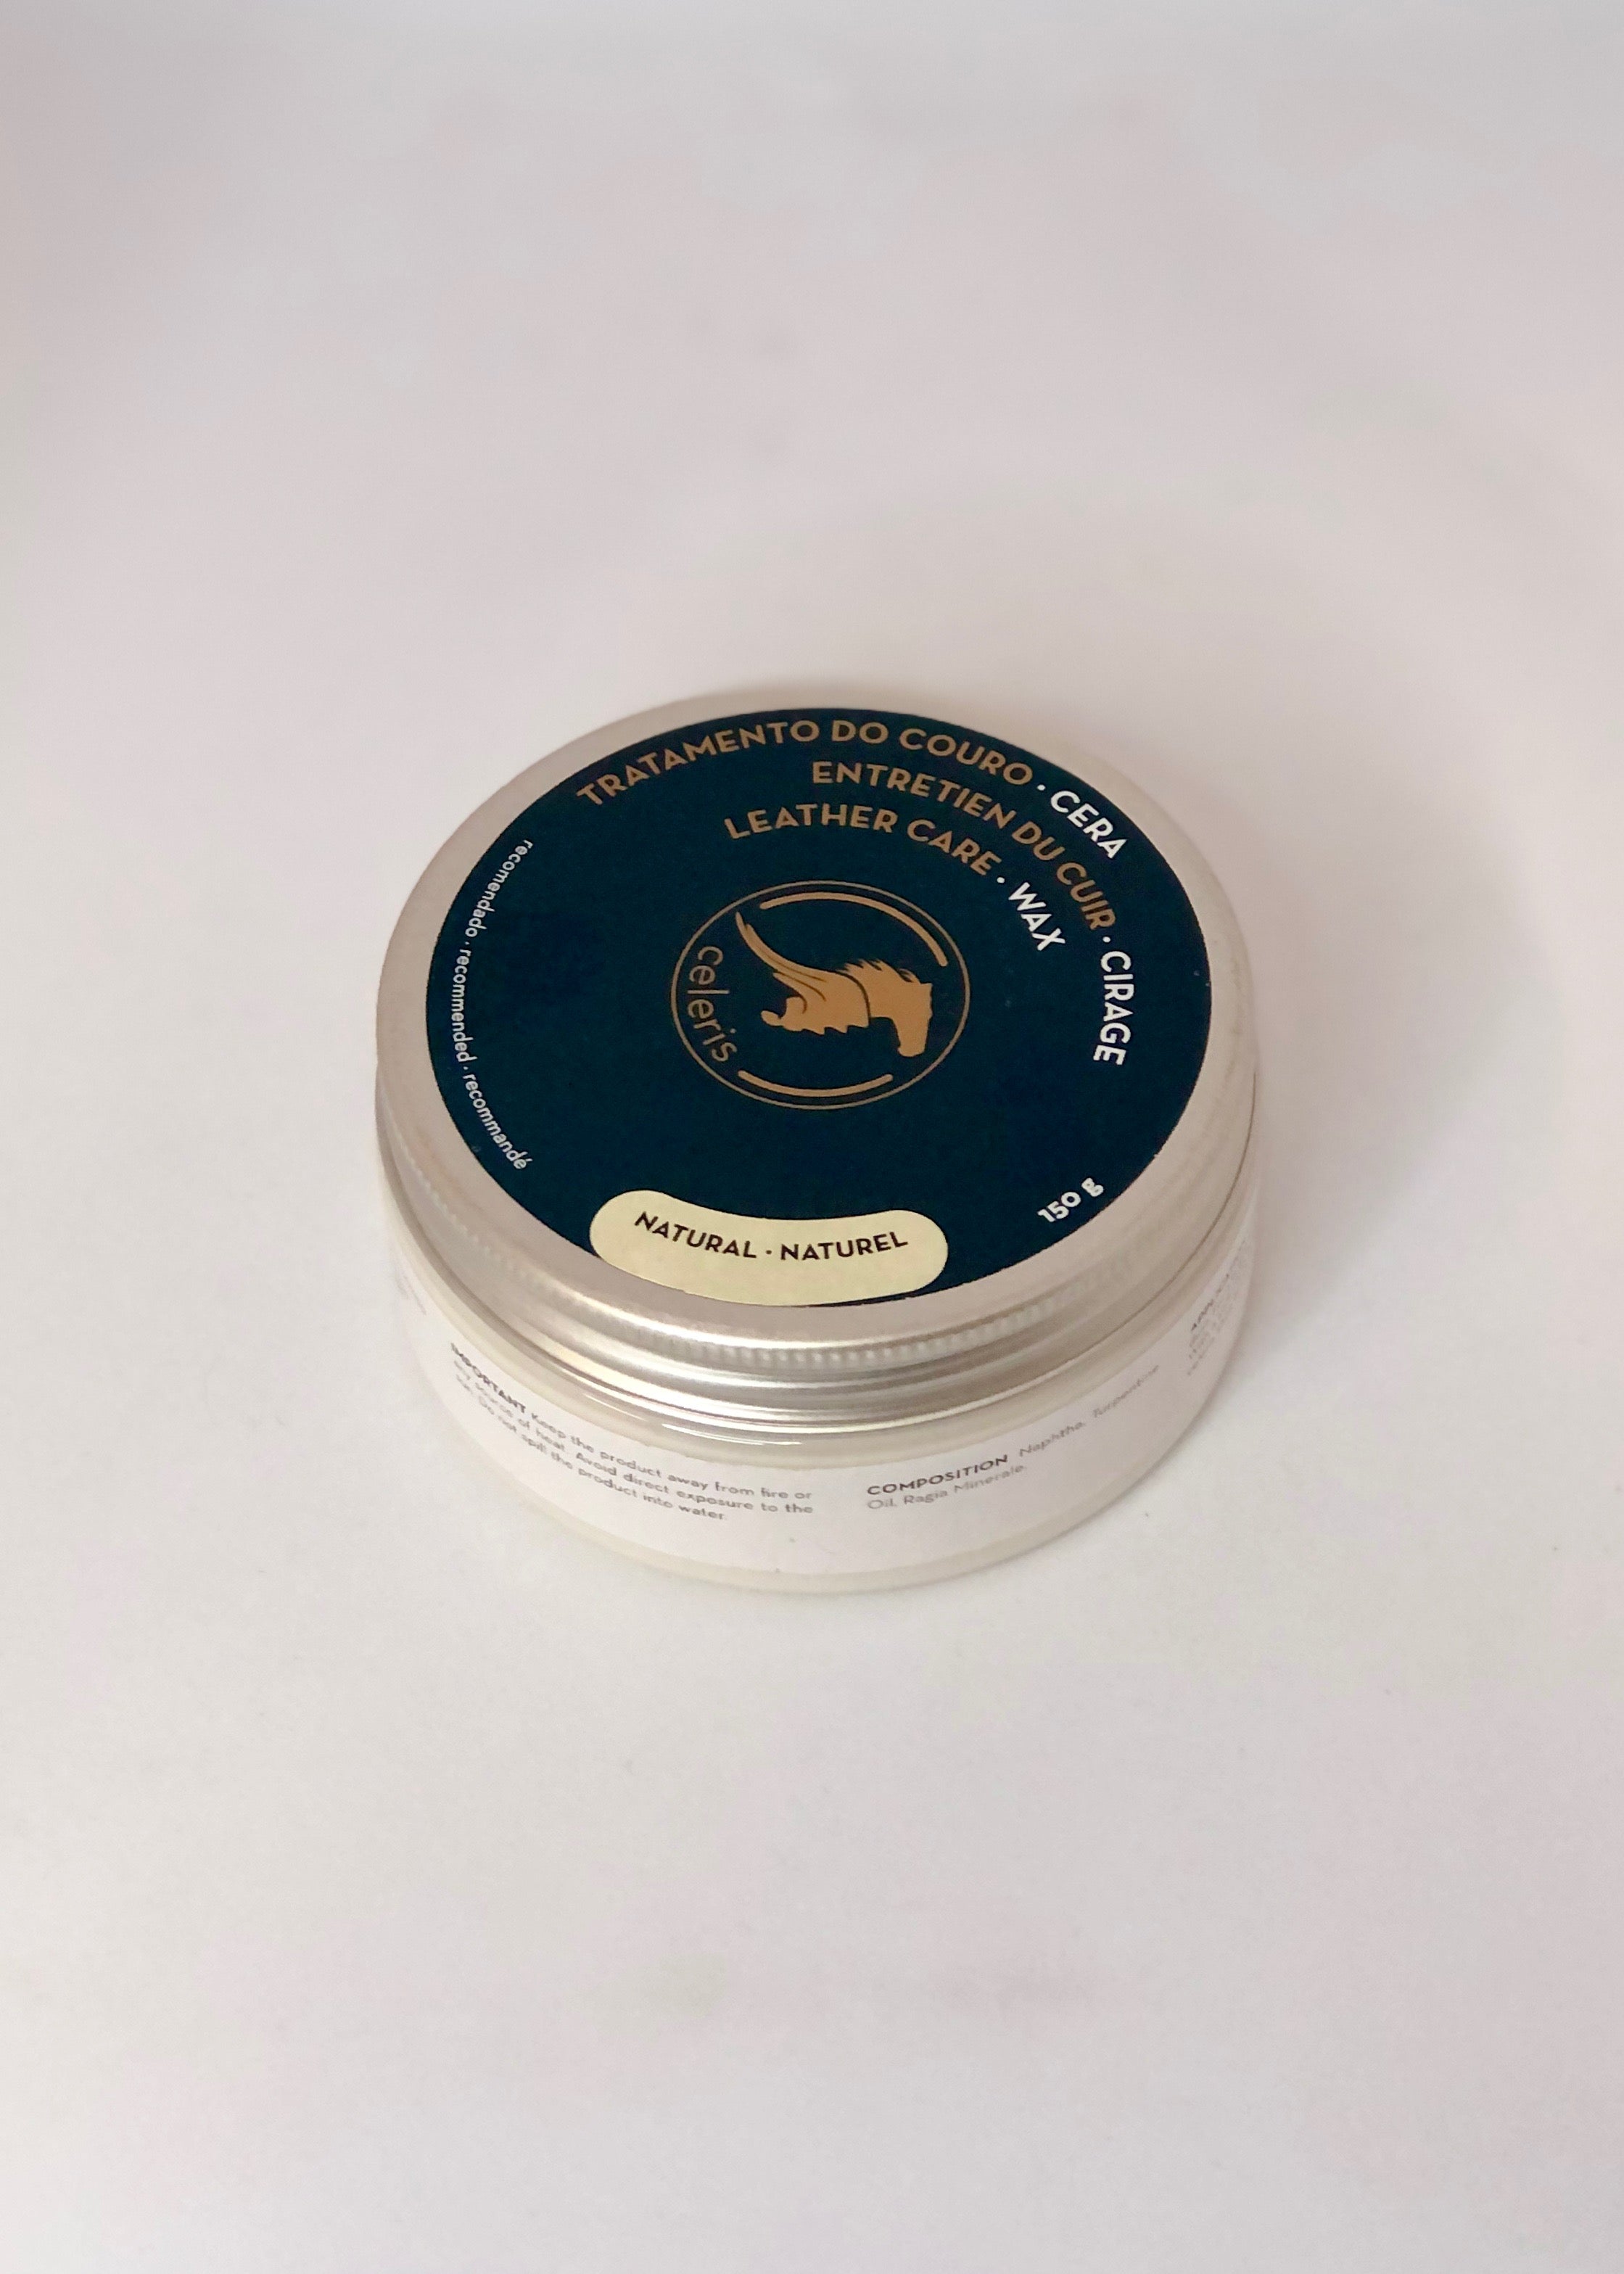 TRATAMENTO DO COURO · CERA
ENTRETIEN DU CUIR · CIRAGE
LEATHER CARE · WAX
celeris
recomendado · recommended · recommandé
150 g
NATURAL · NATUREL
IMPORTANT Keep the product away from fire or
any source of heat. Avoid direct exposure to the
sun. Do not spill the product into water.
COMPOSITION Naphtha, Turpentine
Oil, Ragia Minerale.